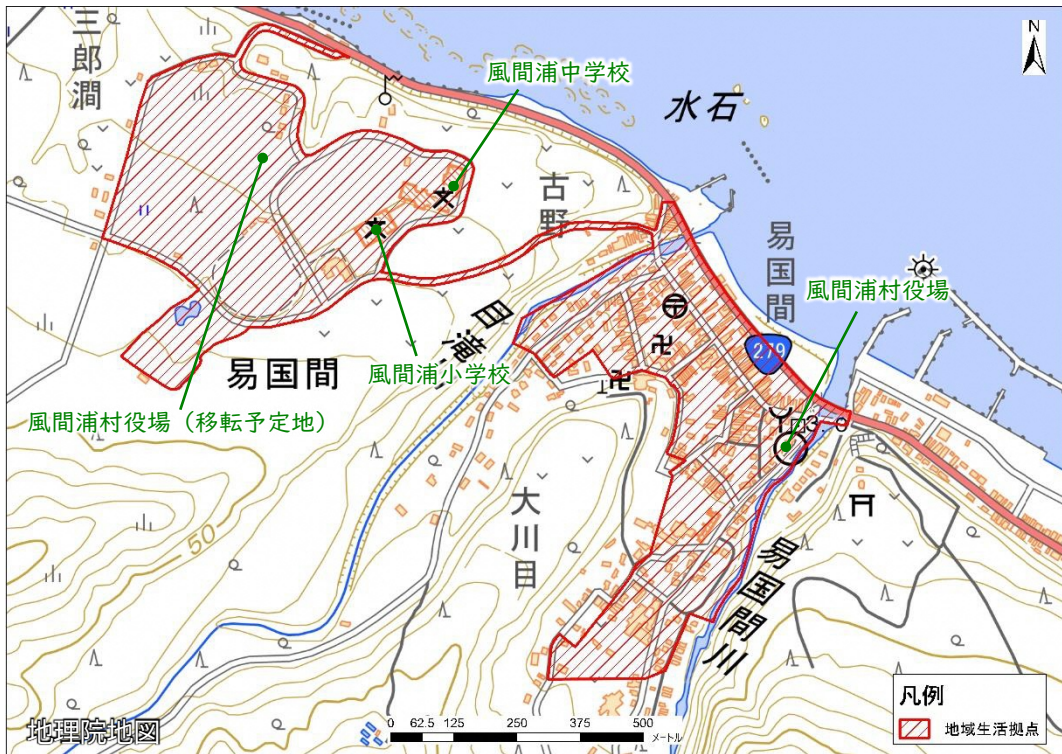 三郎澗
風間浦中学校
N
水石
古野
易国間
風間浦村役場
279
目滝
易国間
風間浦小学校
風間浦村役場（移転予定地）
大川目
50
易国間川
凡例
地域生活拠点
地理院地図
0 62.5 125 250 375 500
メートル